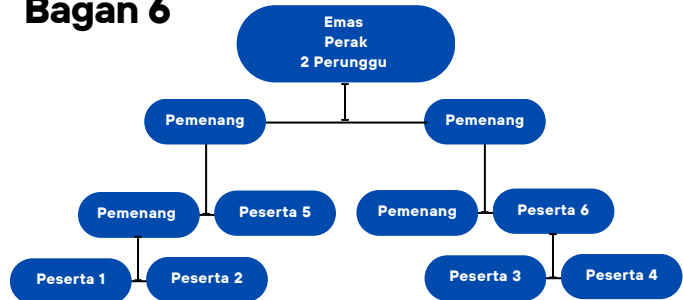 Bagan 6
Emas
Perak
2 Perunggu
Pemenang
Pemenang
Pemenang
Peserta 5
Pemenang
Peserta 6
Peserta 1
Peserta 2
Peserta 3
Peserta 4